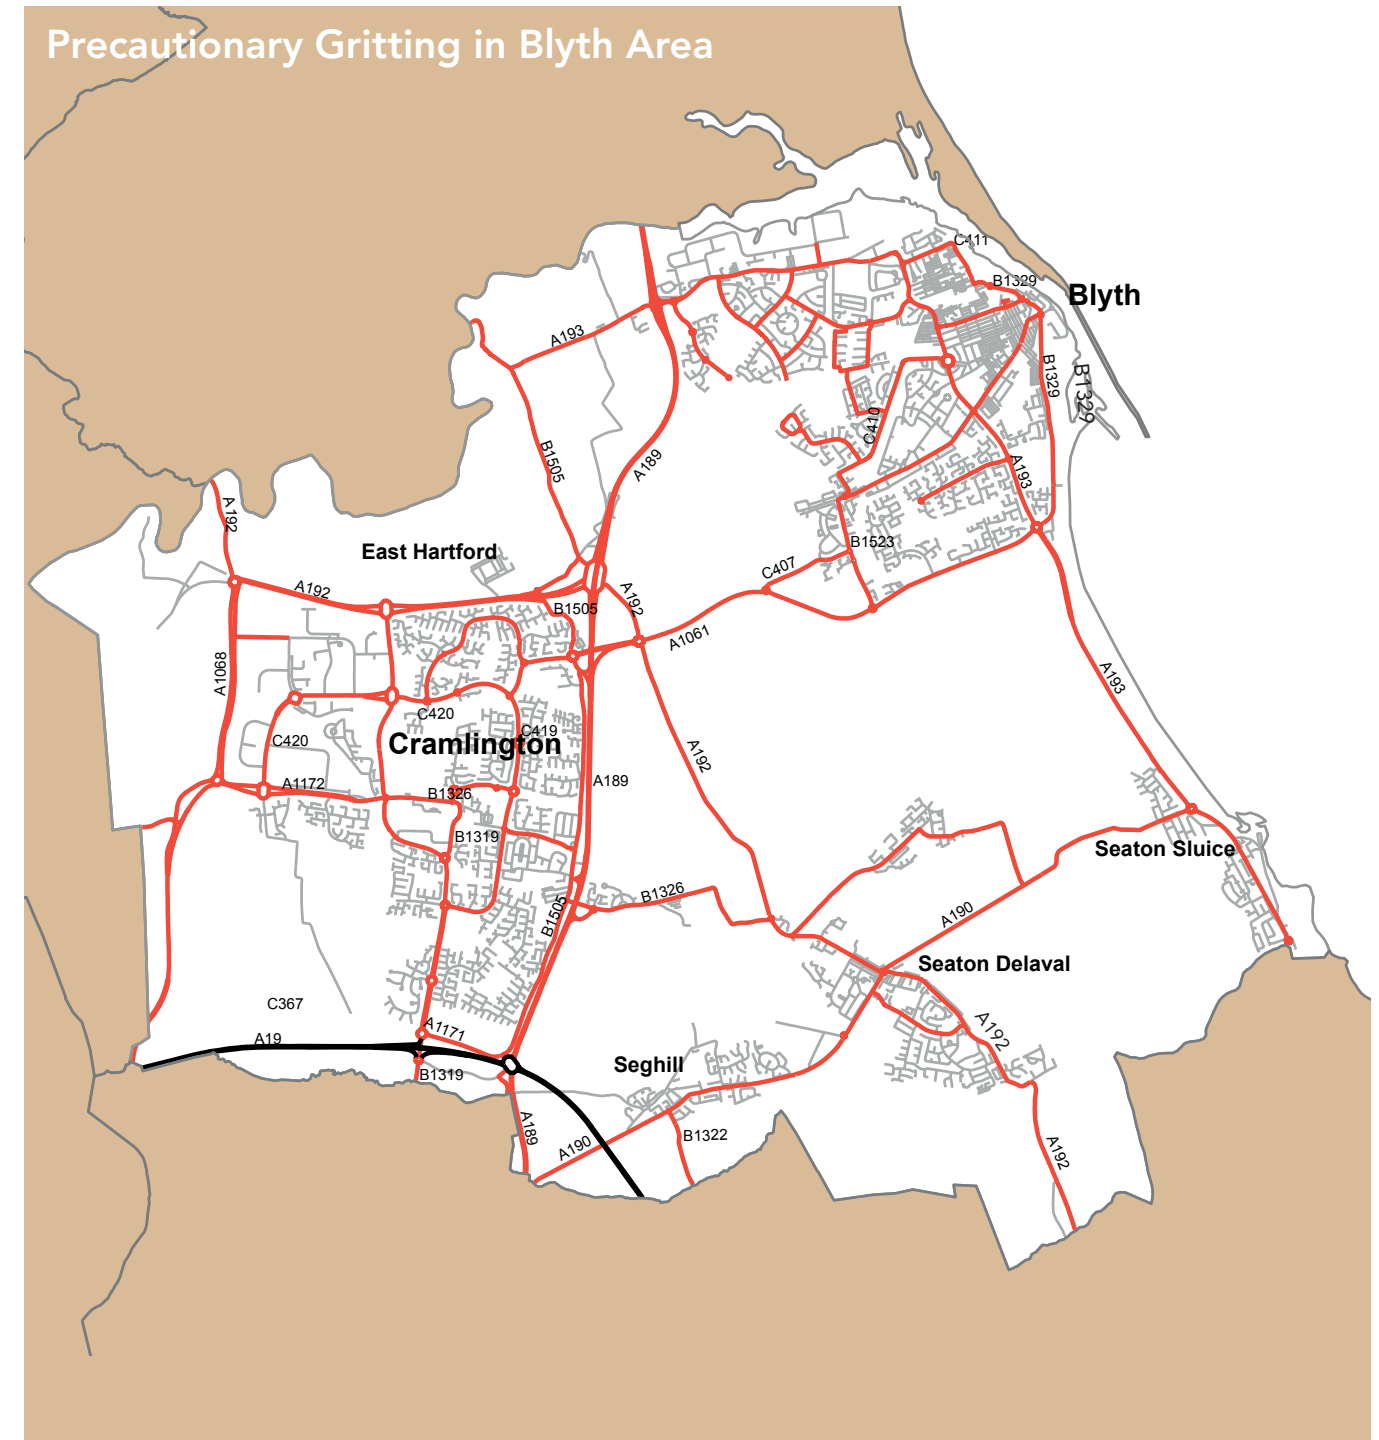 Precautionary Gritting in Blyth Area
C411
B1329
Blyth
A193
B1329
B1329
C410
B1505
A189
A193
A192
East Hartford
B1523
C407
A192
A192
B1505
A1061
A1068
A193
C420
C419
C420
Cramlington
A192
A1172
A189
B1326
B1319
Seaton Sluice
B1326
B1505
A190
Seaton Delaval
C367
A192
A1171
A19
Seghill
B1319
A189
A190
B1322
A192